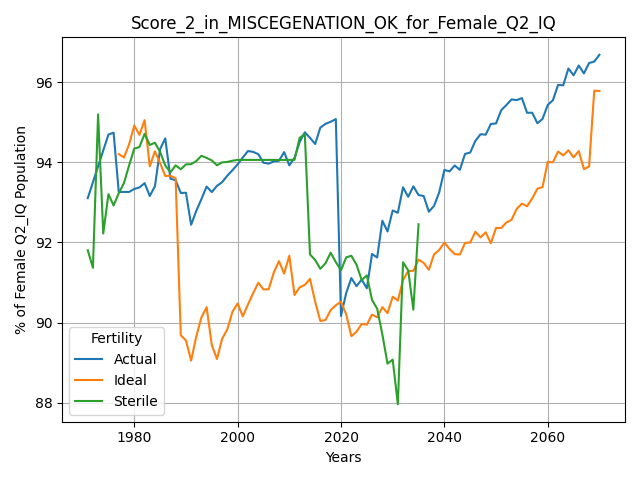 Score_2_in_MISCEGENATION_OK_for_Female_Q2_IQ
% of Female Q2_IQ Population
96
94
92
90
88
Fertility
Actual
Ideal
Sterile
1980 2000 2020 2040 2060
Years